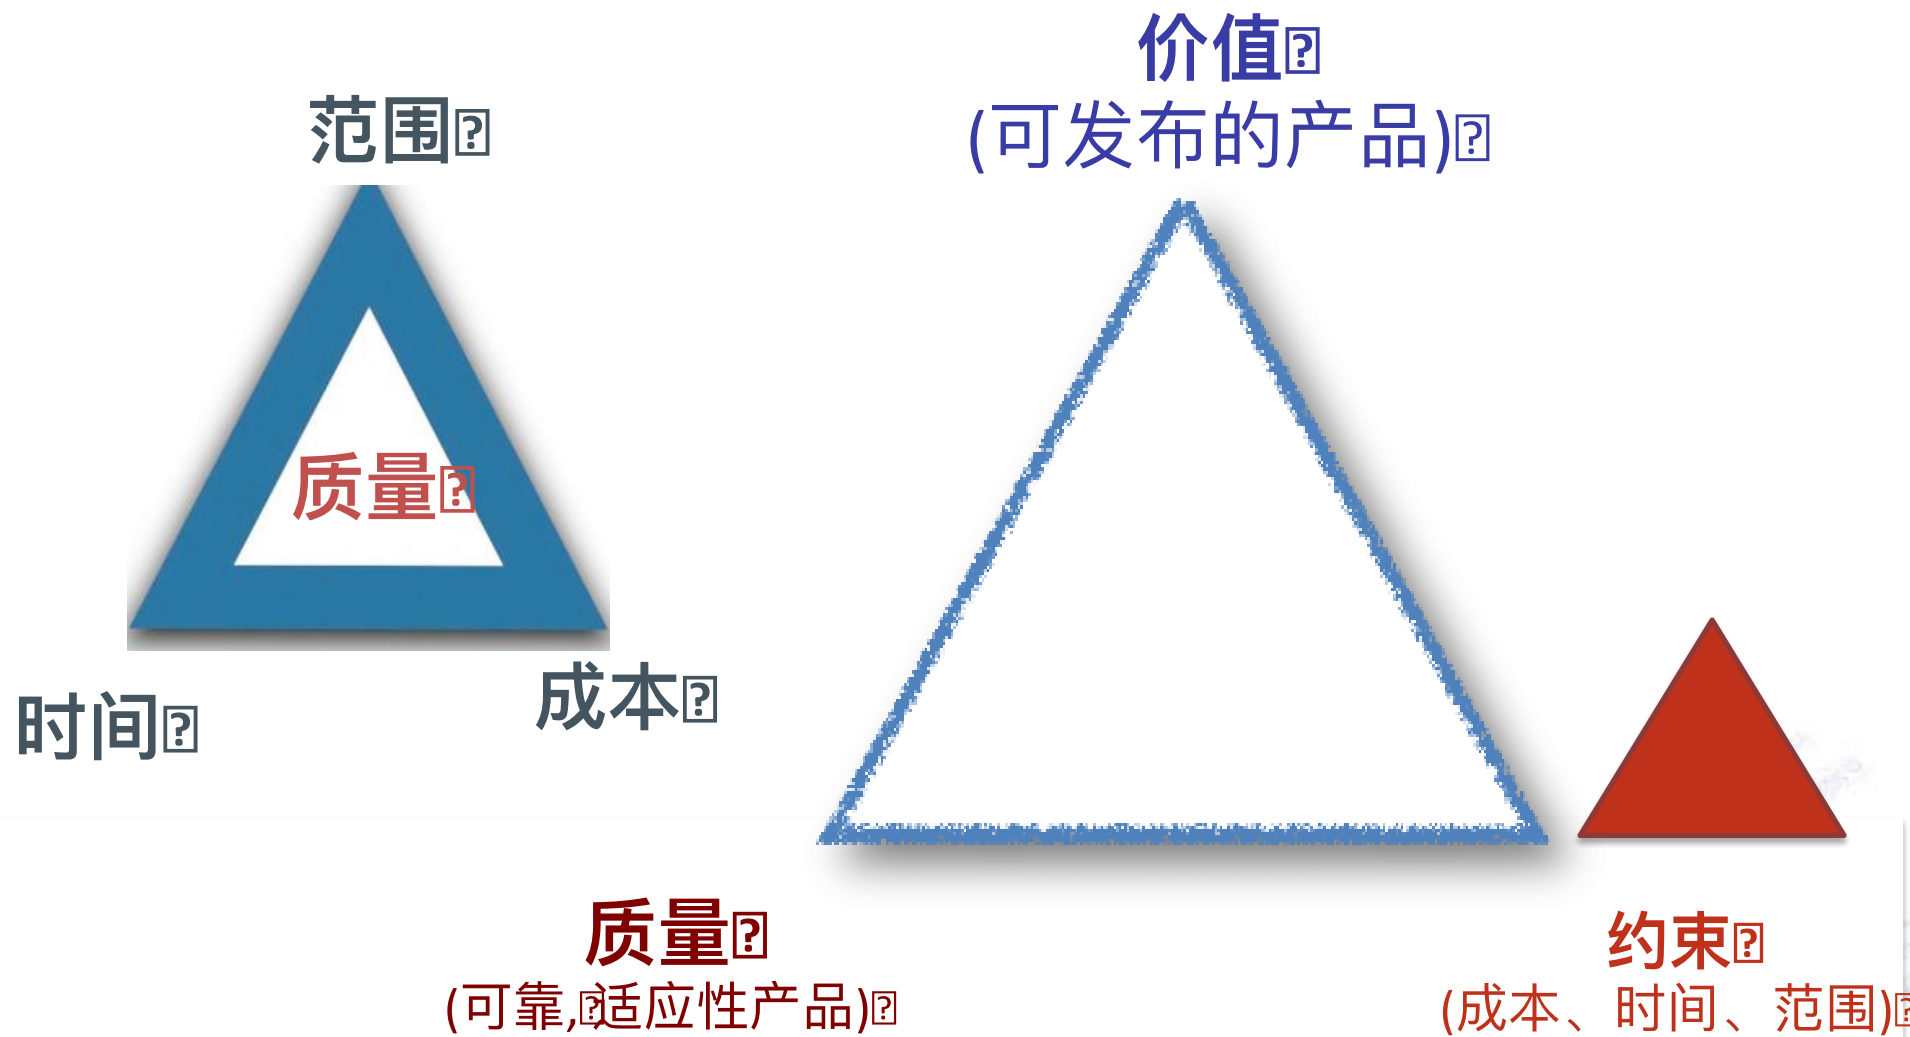 范围
质量
时间
成本
价值
(可发布的产品)
质量
(可靠,适应性产品)
约束
(成本、时间、范围)